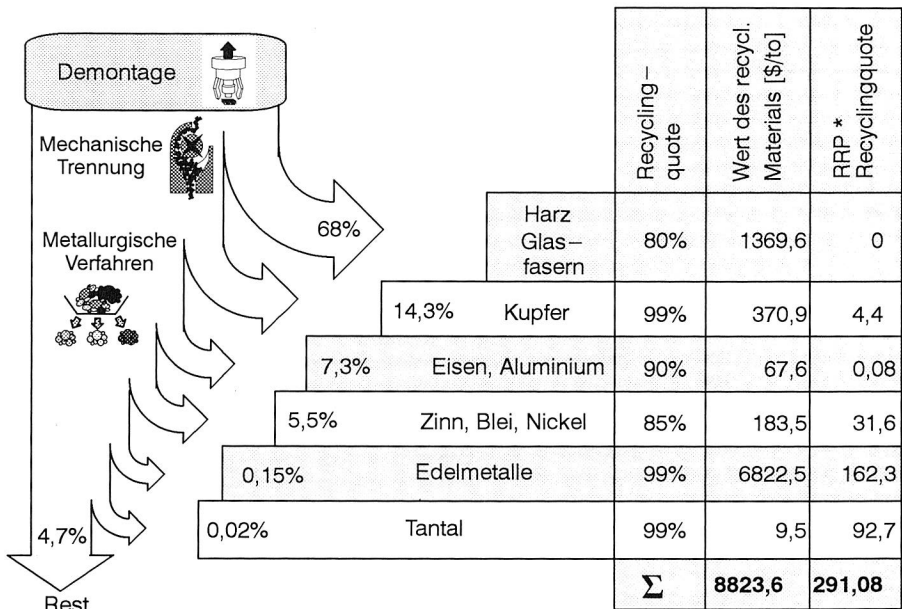 Demontage
Mechanische
Trennung
Metallurgische
Verfahren
Recycling–
quote
Wert des recycl.
Materials [$/to]
RRP *
Recyclingquote
68%
Harz
Glas–
fasern
80%
1369,6
0
14,3%
Kupfer
99%
370,9
4,4
7,3%
Eisen, Aluminium
90%
67,6
0,08
5,5%
Zinn, Blei, Nickel
85%
183,5
31,6
0,15%
Edelmetalle
99%
6822,5
162,3
0,02%
Tantal
99%
9,5
92,7
4,7%
Rest
Σ
8823,6
291,08